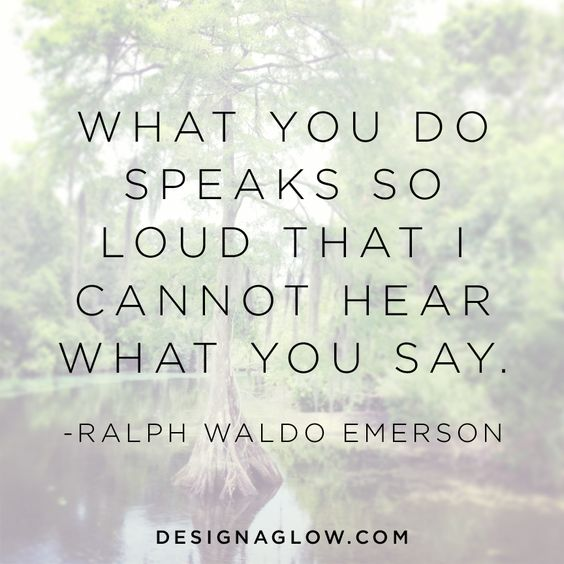 WHAT YOU DO
SPEAKS SO
LOUD THAT I
CANNOT HEAR
WHAT YOU SAY.
-RALPH WALDO EMERSON
DESIGNAGLOW.COM